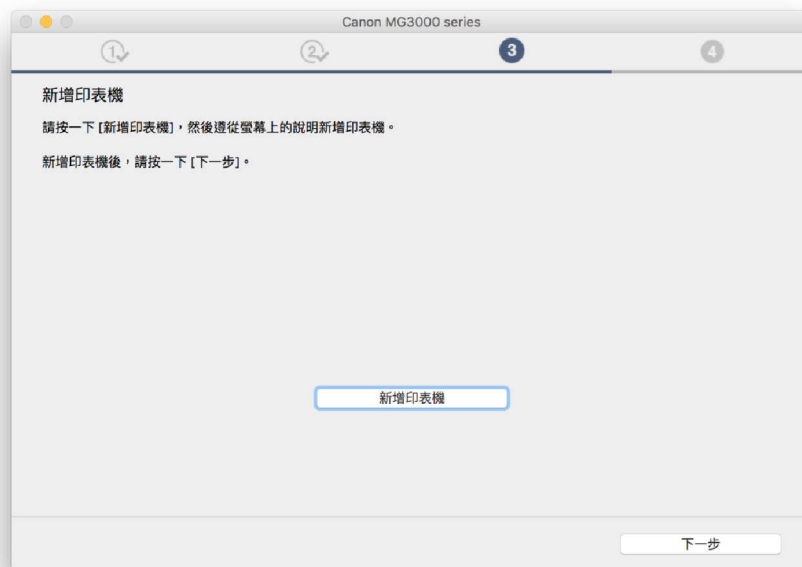 Canon MG3000 series
1 2 3 4
新增印表機
請按一下 [新增印表機]，然後遵從螢幕上的說明新增印表機。
新增印表機後，請按一下 [下一步]。
新增印表機
下一步